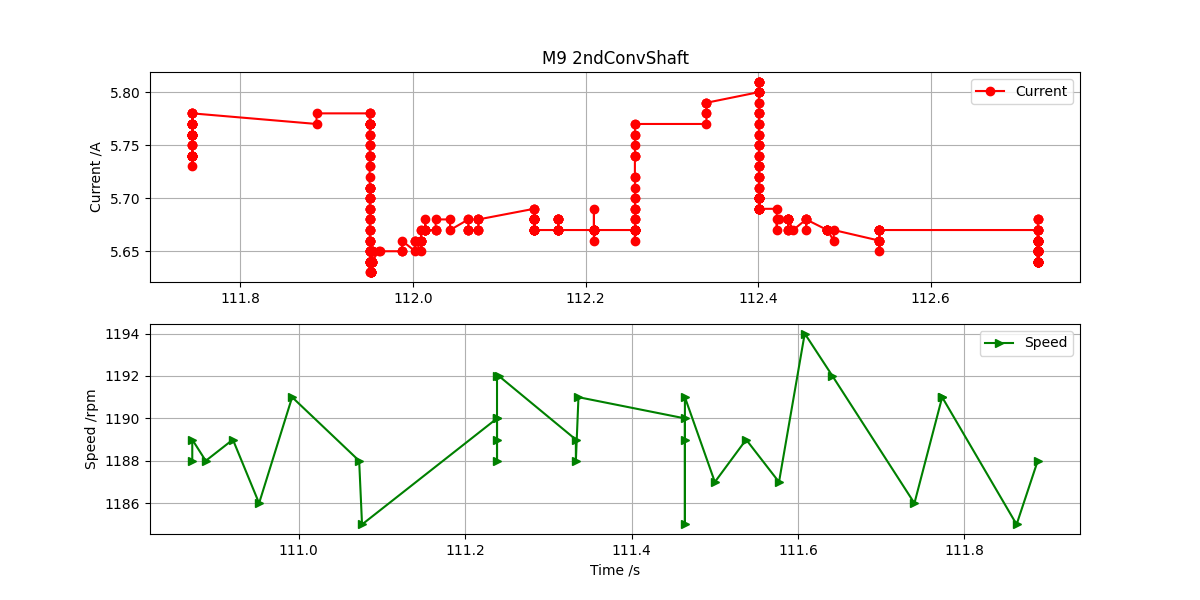 M9 2ndConvShaft
Current /A
5.80
5.75
5.70
5.65
Current
111.8 112.0 112.2 112.4 112.6
Speed /rpm
1194
1192
1190
1188
1186
Speed
111.0 111.2 111.4 111.6 111.8
Time /s